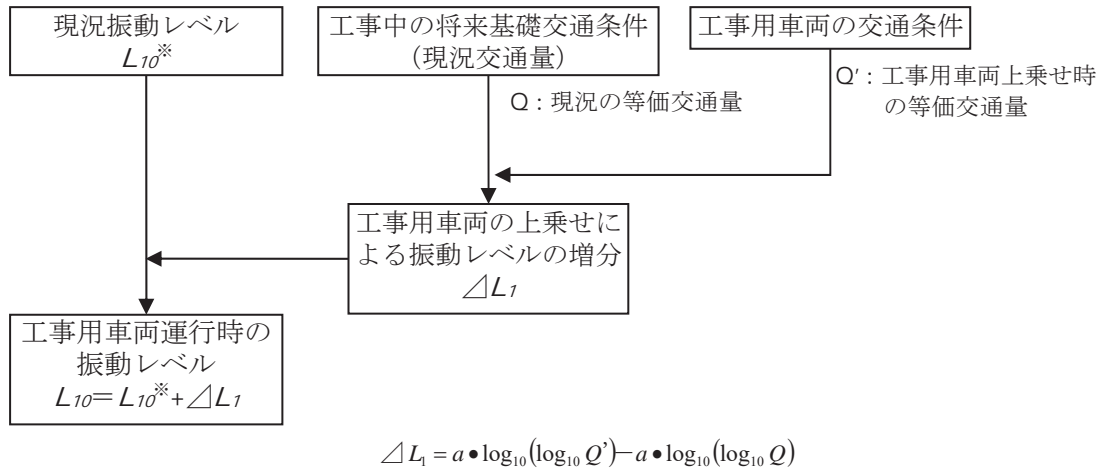 現況振動レベル
L10※
工事中の将来基礎交通条件
(現況交通量)
工事用車両の交通条件
Q:現況の等価交通量
Q′:工事用車両上乗せ時
の等価交通量
工事用車両の上乗せに
よる振動レベルの増分
⊿L1
工事用車両運行時の
振動レベル
L10=L10※+⊿L1
⊿L1 = a•log10(log10 Q’)−a•log10(log10 Q)